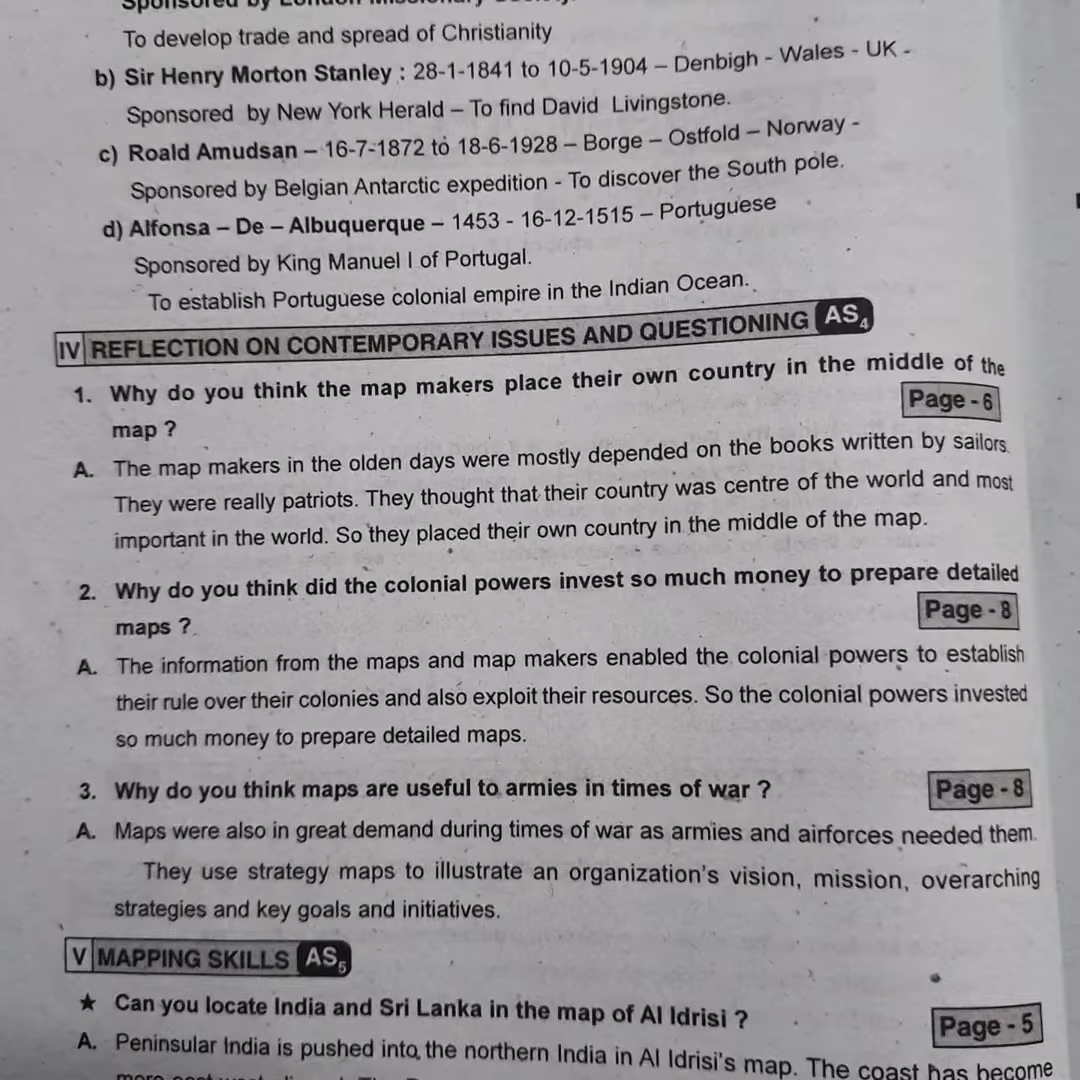 Sponsored by London Missionary Society.
To develop trade and spread of Christianity
b) Sir Henry Morton Stanley : 28-1-1841 to 10-5-1904 – Denbigh - Wales - UK -
Sponsored by New York Herald – To find David Livingstone.
c) Roald Amudsan – 16-7-1872 to 18-6-1928 – Borge – Ostfold – Norway -
Sponsored by Belgian Antarctic expedition - To discover the South pole.
d) Alfonsa – De – Albuquerque – 1453 - 16-12-1515 – Portuguese
Sponsored by King Manuel I of Portugal.
To establish Portuguese colonial empire in the Indian Ocean.
IV REFLECTION ON CONTEMPORARY ISSUES AND QUESTIONING AS4
1. Why do you think the map makers place their own country in the middle of the
map ? Page - 6
A. The map makers in the olden days were mostly depended on the books written by sailors.
They were really patriots. They thought that their country was centre of the world and most
important in the world. So they placed their own country in the middle of the map.
2. Why do you think did the colonial powers invest so much money to prepare detailed
maps ? Page - 8
A. The information from the maps and map makers enabled the colonial powers to establish
their rule over their colonies and also exploit their resources. So the colonial powers invested
so much money to prepare detailed maps.
3. Why do you think maps are useful to armies in times of war ? Page - 8
A. Maps were also in great demand during times of war as armies and airforces needed them.
They use strategy maps to illustrate an organization's vision, mission, overarching
strategies and key goals and initiatives.
V MAPPING SKILLS AS5
★ Can you locate India and Sri Lanka in the map of Al Idrisi ? Page - 5
A. Peninsular India is pushed into the northern India in Al Idrisi's map. The coast has become